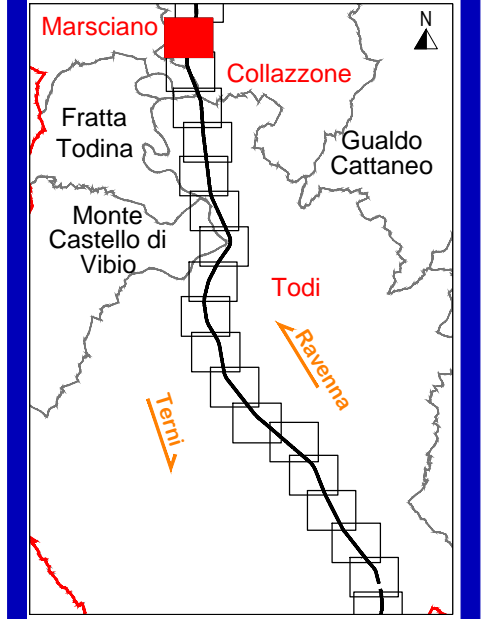 Marsciano
N
Collazzone
Fratta
Todina
Gualdo
Cattaneo
Monte
Castello di
Vibio
Todi
Ravenna
Terni